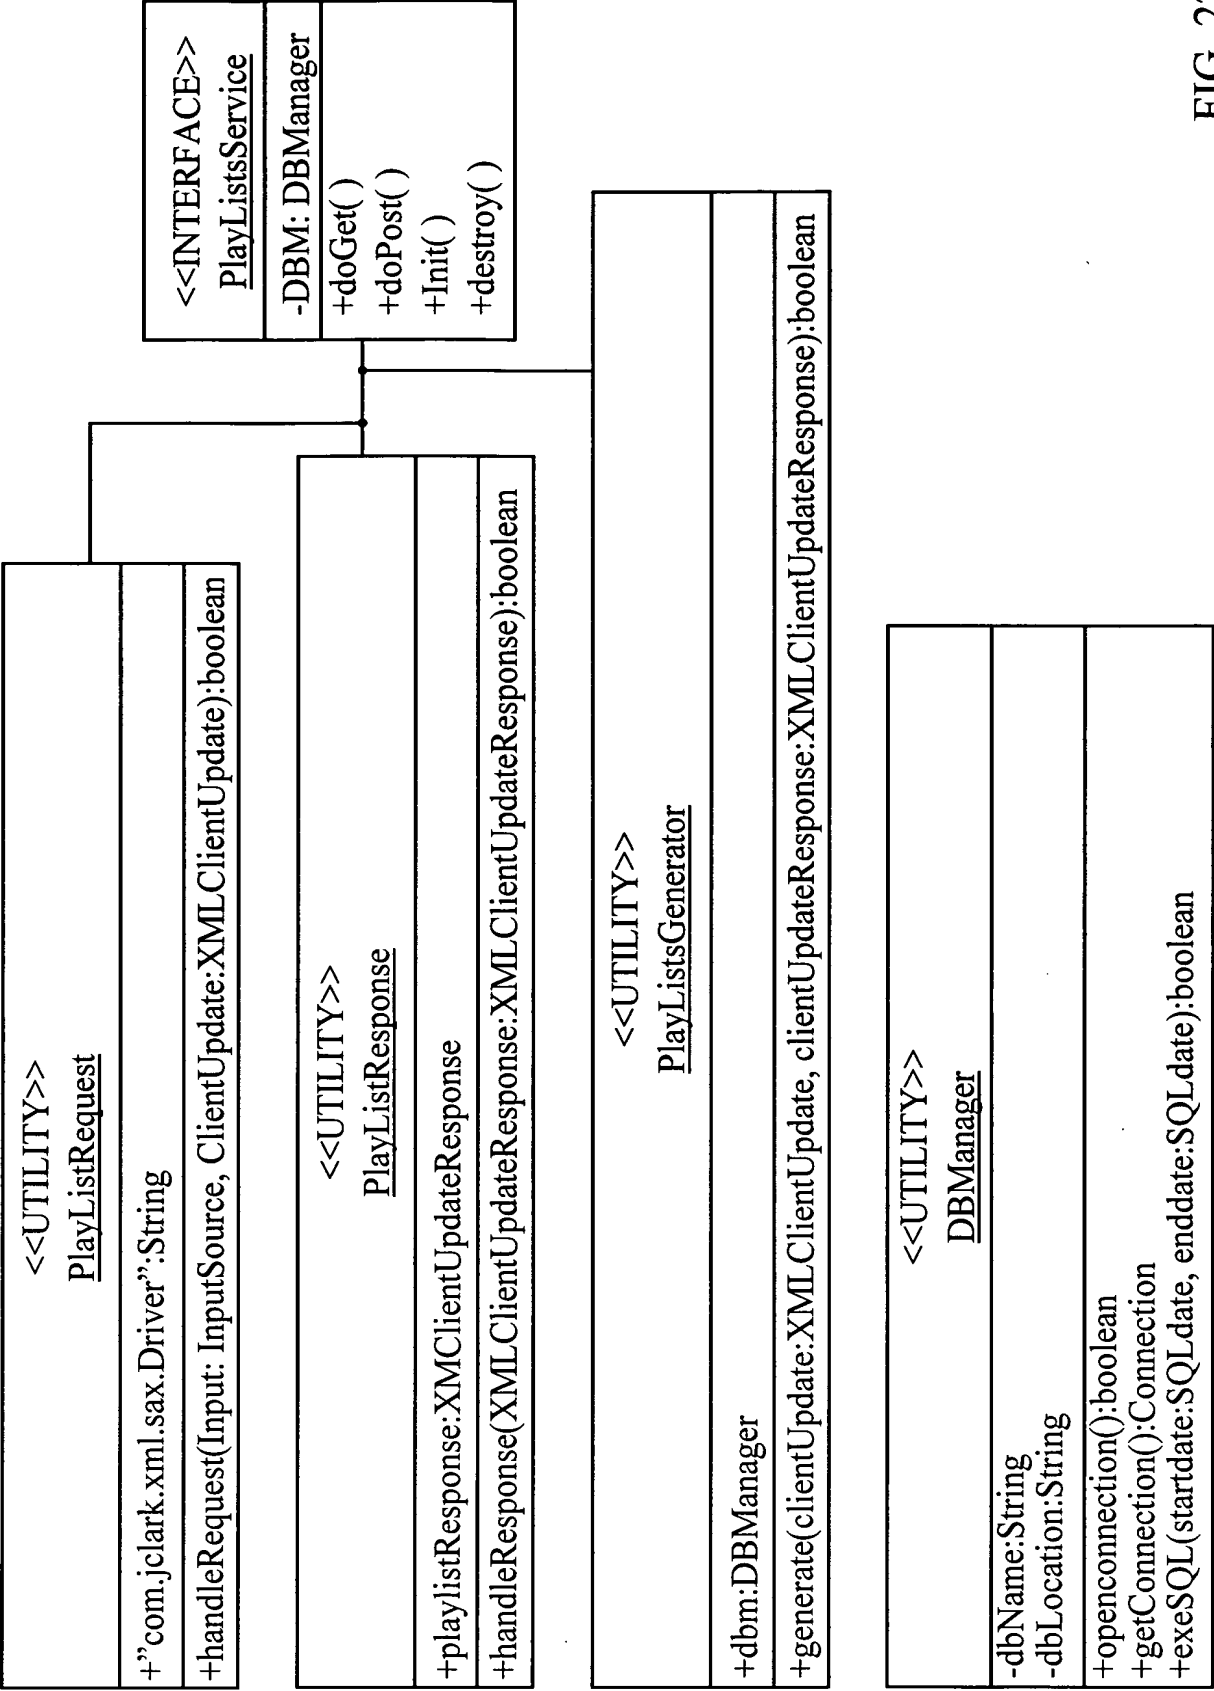 <<UTILITY>>
PlayListRequest
+”com.jclark.xml.sax.Driver”:String
+handleRequest(Input: InputSource, ClientUpdate:XMLClientUpdate):boolean
<<INTERFACE>>
PlayListsService
-DBM: DBManager
+doGet( )
+doPost( )
+Init( )
+destroy( )
<<UTILITY>>
PlayListResponse
+playlistResponse:XMClientUpdateResponse
+handleResponse(XMLClientUpdateResponse:XMLClientUpdateResponse):boolean
<<UTILITY>>
PlayListsGenerator
+dbm:DBManager
+generate(clientUpdate:XMLClientUpdate, clientUpdateResponse:XMLClientUpdateResponse):boolean
<<UTILITY>>
DBManager
-dbName:String
-dbLocation:String
+openconnection():boolean
+getConnection():Connection
+exeSQL(startdate:SQLdate, enddate:SQLdate):boolean
FIG.